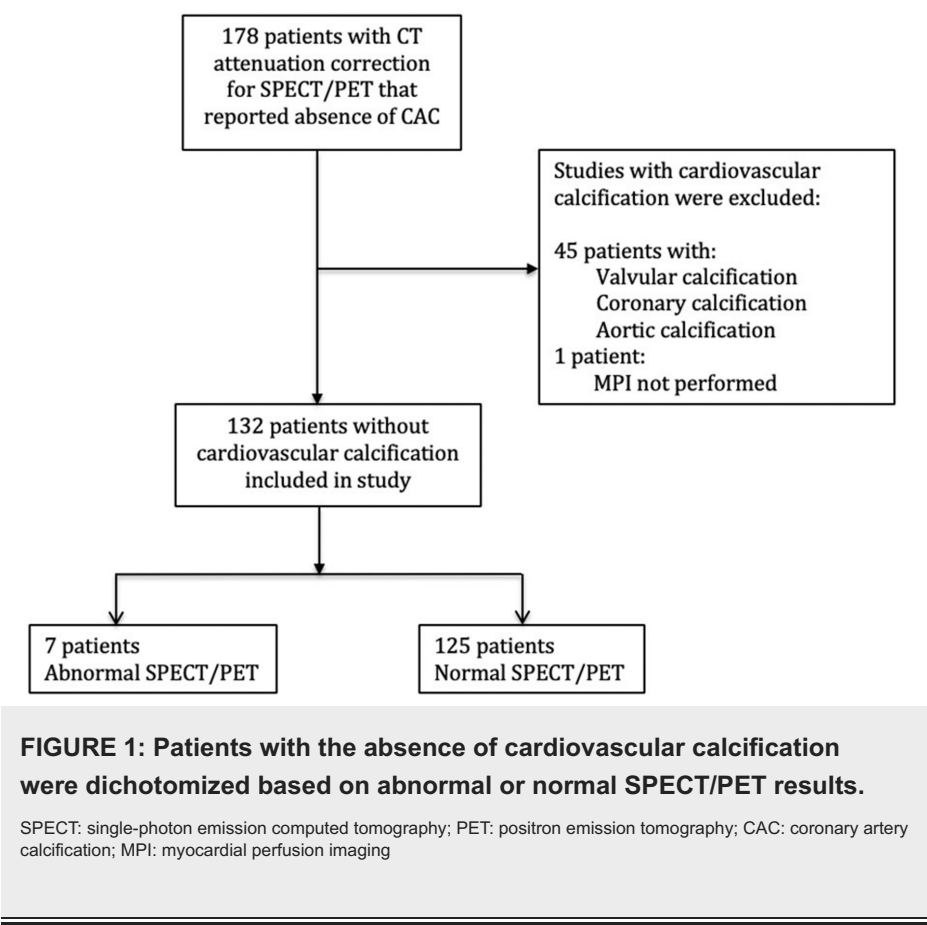 178 patients with CT
attenuation correction
for SPECT/PET that
reported absence of CAC
Studies with cardiovascular
calcification were excluded:
45 patients with:
Valvular calcification
Coronary calcification
Aortic calcification
1 patient:
MPI not performed
132 patients without
cardiovascular calcification
included in study
7 patients
Abnormal SPECT/PET
125 patients
Normal SPECT/PET
FIGURE 1: Patients with the absence of cardiovascular calcification
were dichotomized based on abnormal or normal SPECT/PET results.
SPECT: single-photon emission computed tomography; PET: positron emission tomography; CAC: coronary artery
calcification; MPI: myocardial perfusion imaging